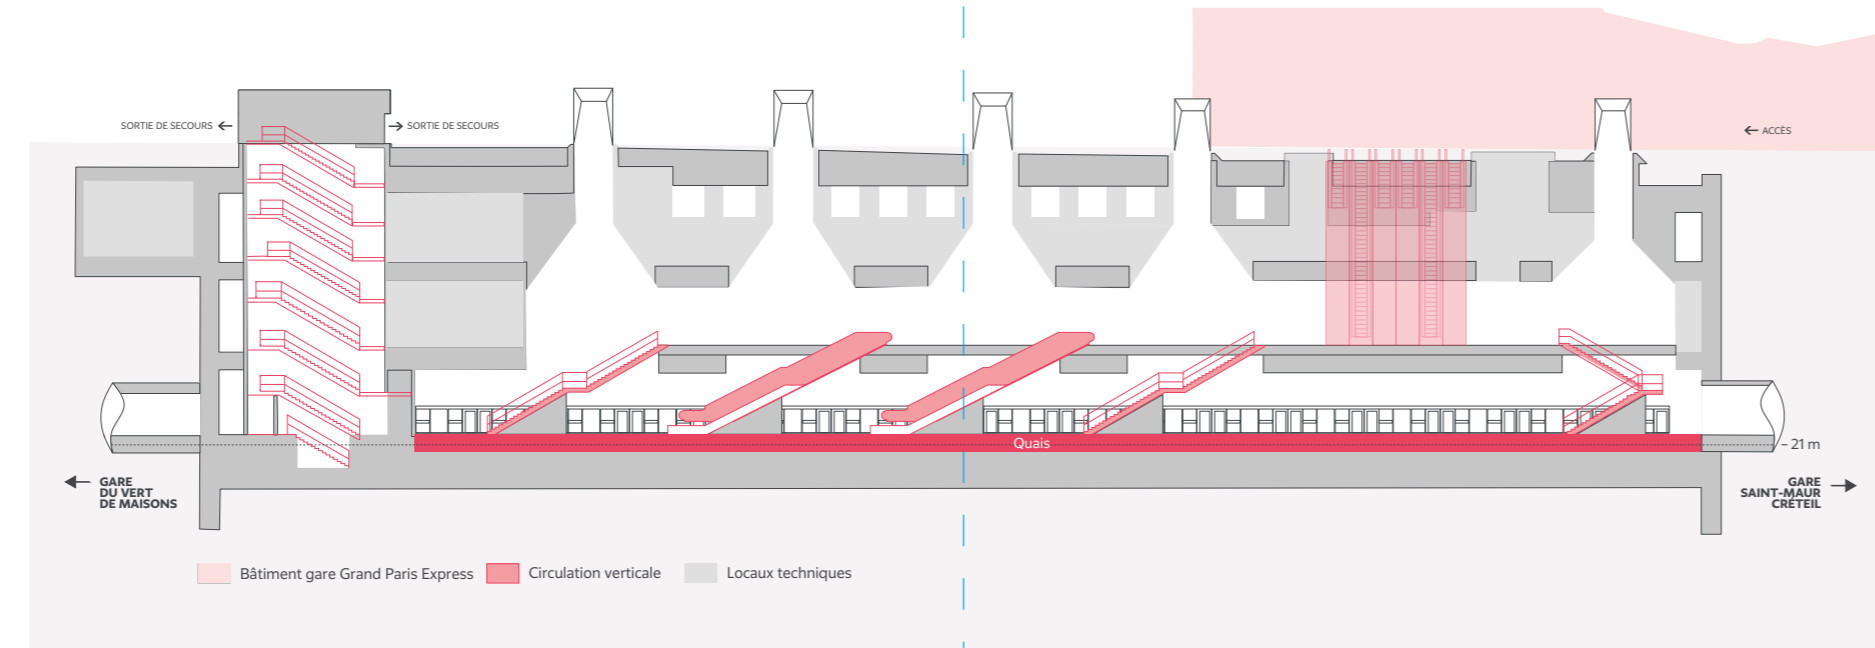 SORTIE DE SECOURS
SORTIE DE SECOURS
ACCÈS
Quais
– 21 m
GARE
DU VERT
DE MAISONS
GARE
SAINT-MAUR
CRÉTEIL
Bâtiment gare Grand Paris Express
Circulation verticale
Locaux techniques